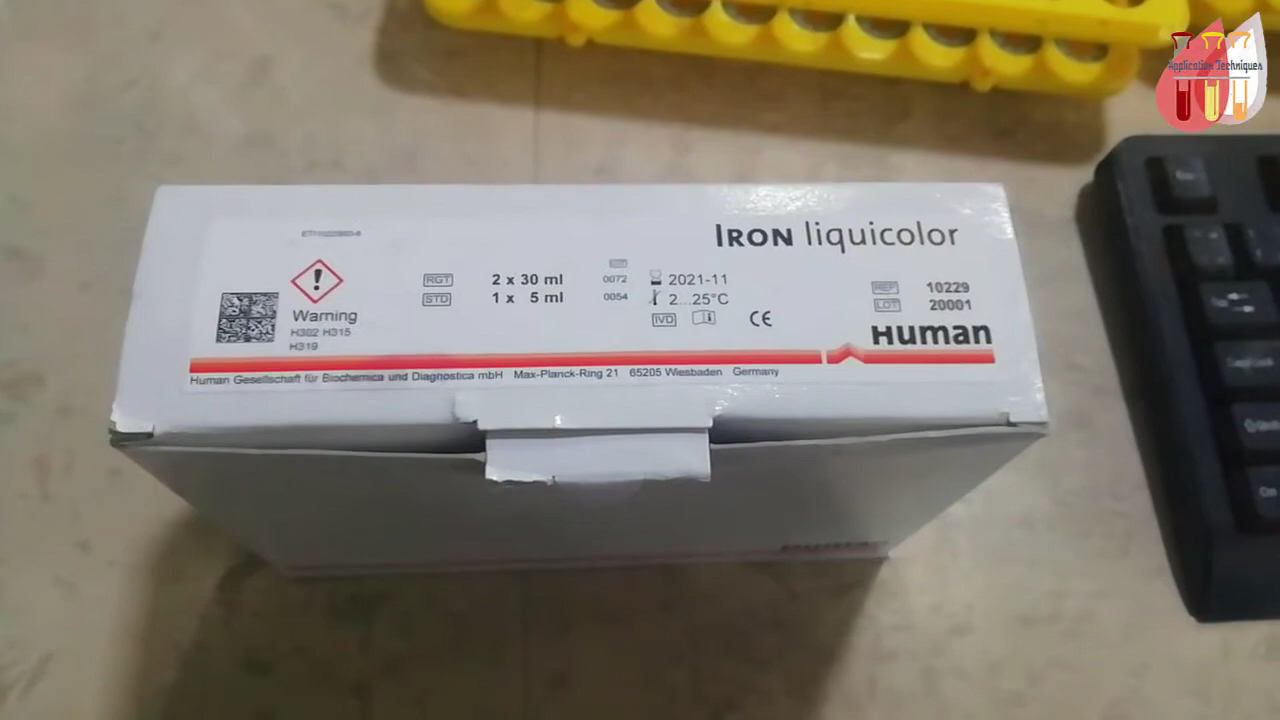 Application Techniques
IRON liquicolor
RGT 2 x 30 ml 0072 2021-11
STD 1 x 5 ml 0054 2...25°C
IVD CE
REF 10229
LOT 20001
Warning
H302 H315
H319
Human
Human Gesellschaft für Biochemica und Diagnostica mbH Max-Planck-Ring 21 65205 Wiesbaden Germany